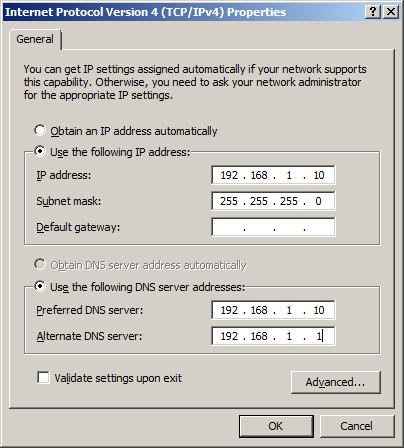 Internet Protocol Version 4 (TCP/IPv4) Properties
General
You can get IP settings assigned automatically if your network supports
this capability. Otherwise, you need to ask your network administrator
for the appropriate IP settings.
Obtain an IP address automatically
Use the following IP address:
IP address: 192 . 168 . 1 . 10
Subnet mask: 255 . 255 . 255 . 0
Default gateway: . . .
Obtain DNS server address automatically
Use the following DNS server addresses:
Preferred DNS server: 192 . 168 . 1 . 10
Alternate DNS server: 192 . 168 . 1 . 1
Validate settings upon exit
Advanced...
OK Cancel